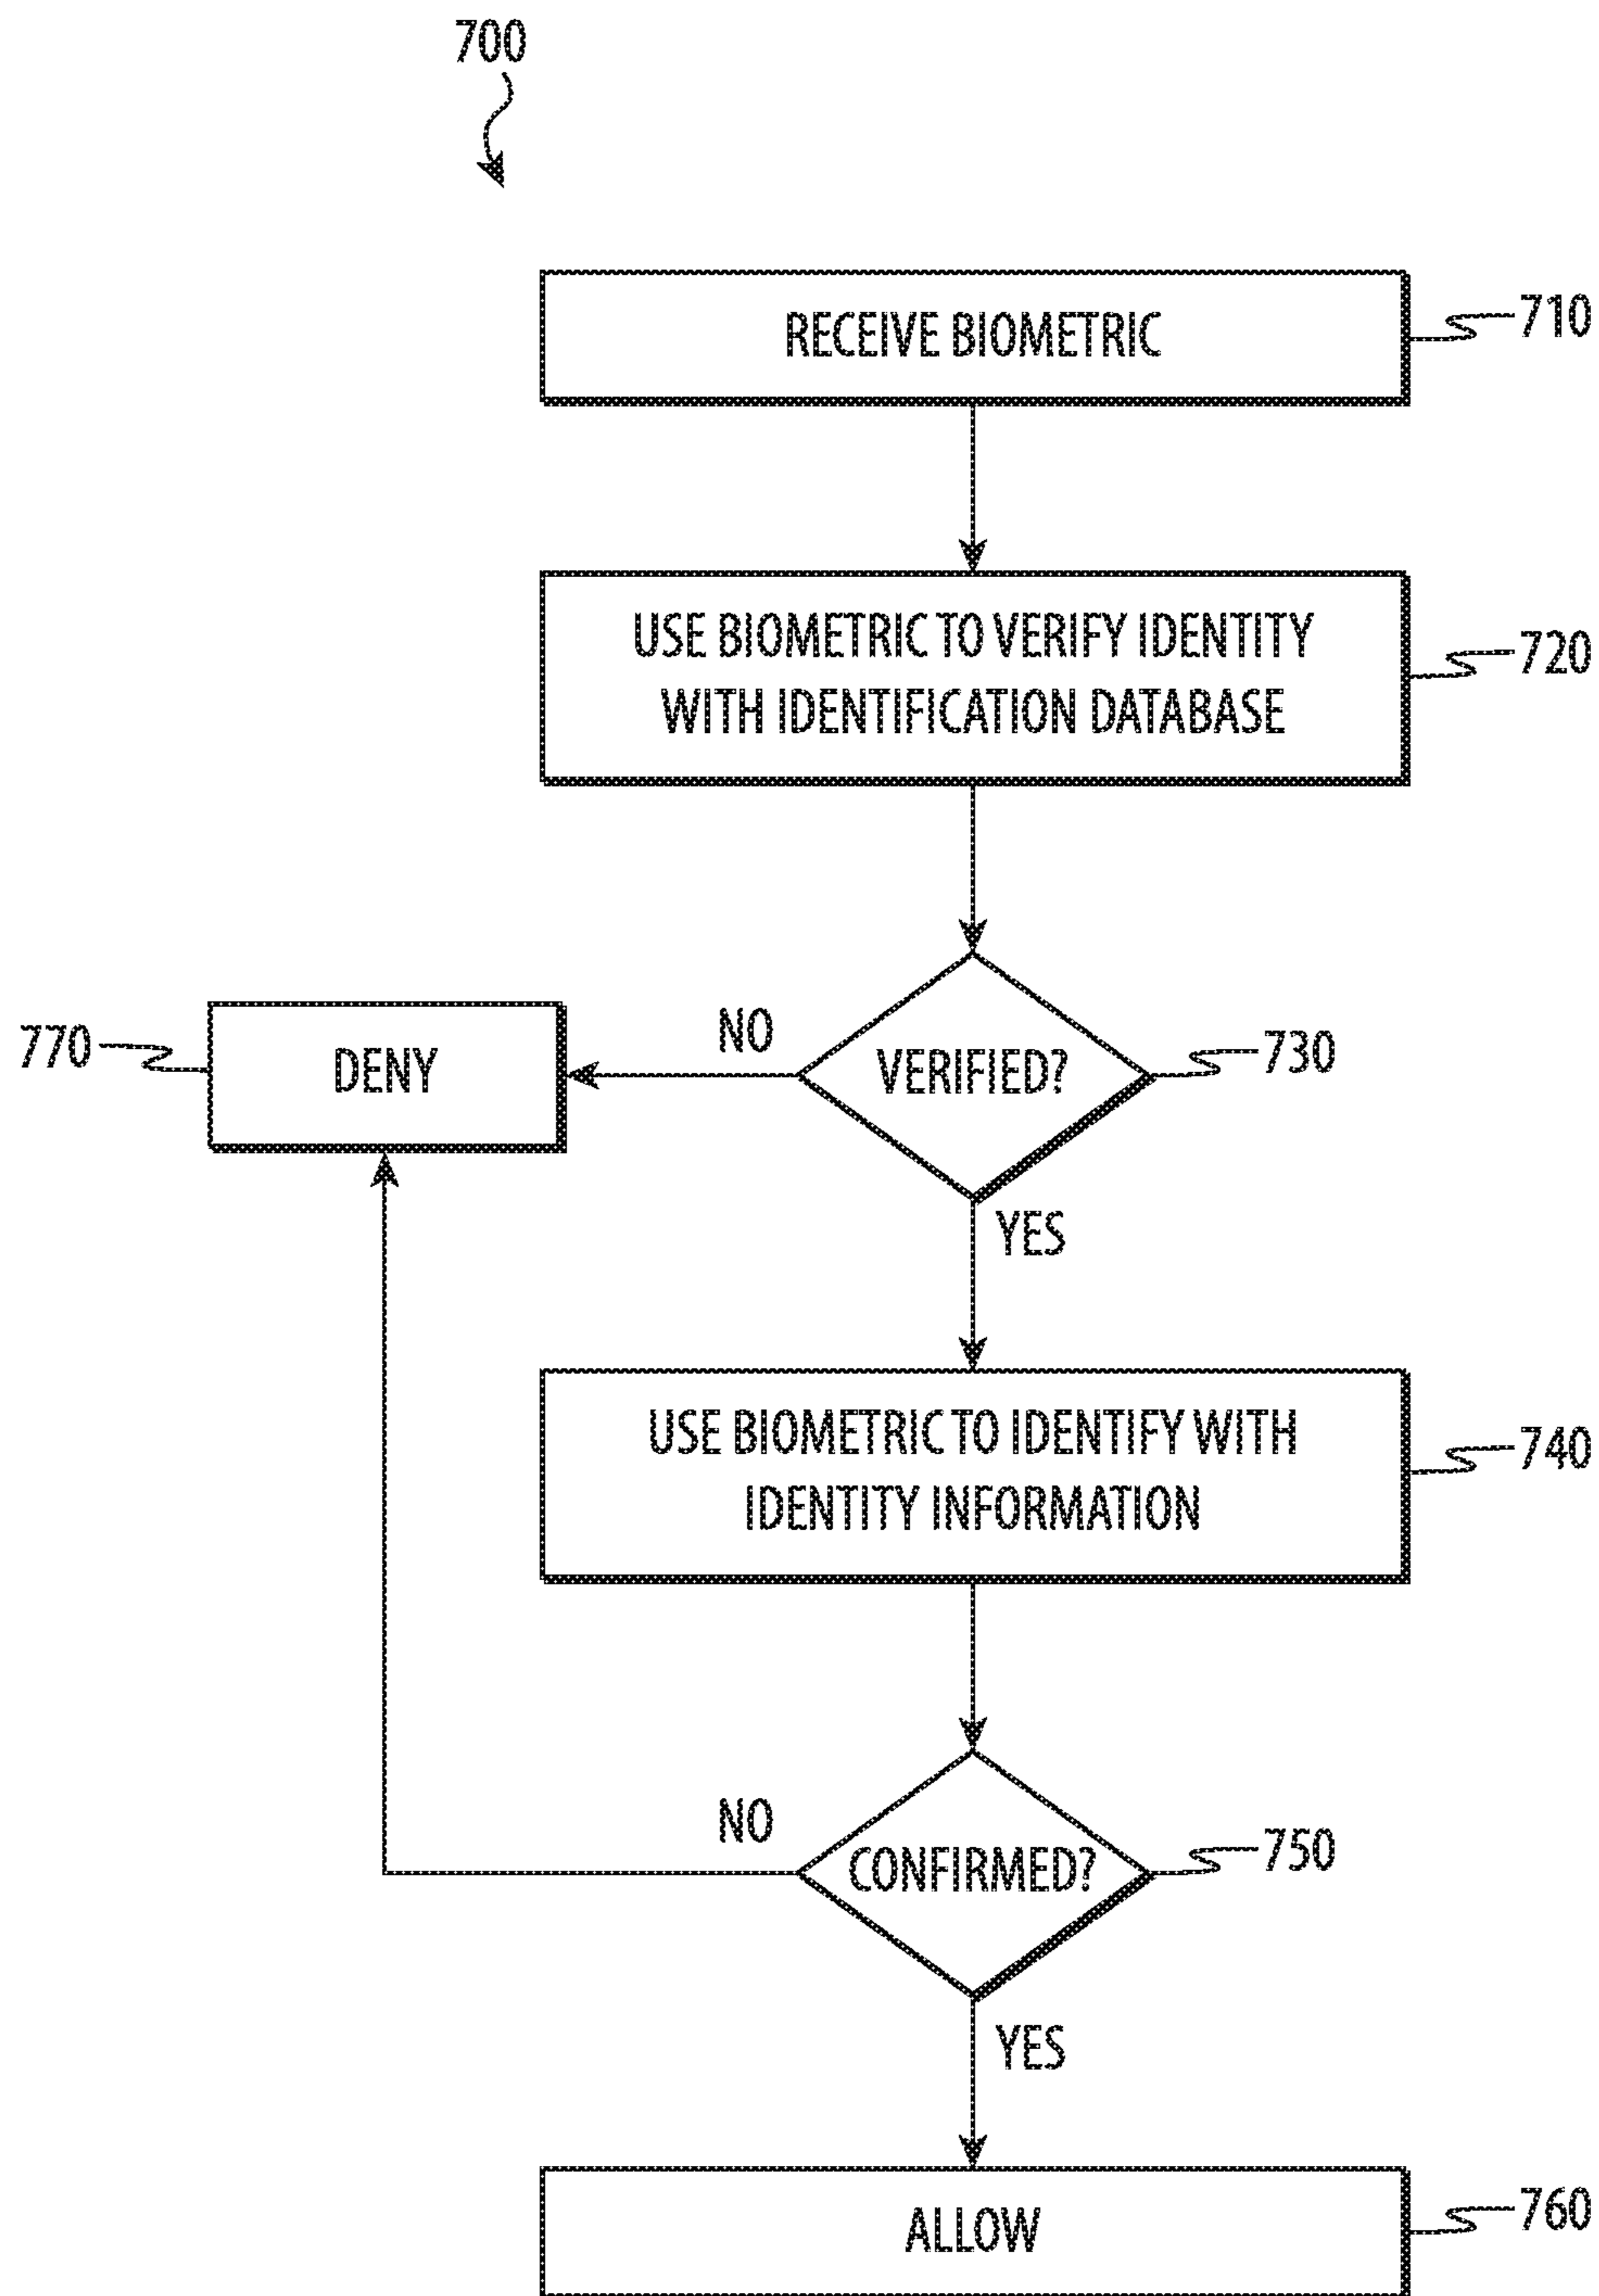 700
RECEIVE BIOMETRIC
710
USE BIOMETRIC TO VERIFY IDENTITY
WITH IDENTIFICATION DATABASE
720
770
DENY
NO
VERIFIED?
730
YES
USE BIOMETRIC TO IDENTIFY WITH
IDENTITY INFORMATION
740
NO
CONFIRMED?
750
YES
ALLOW
760